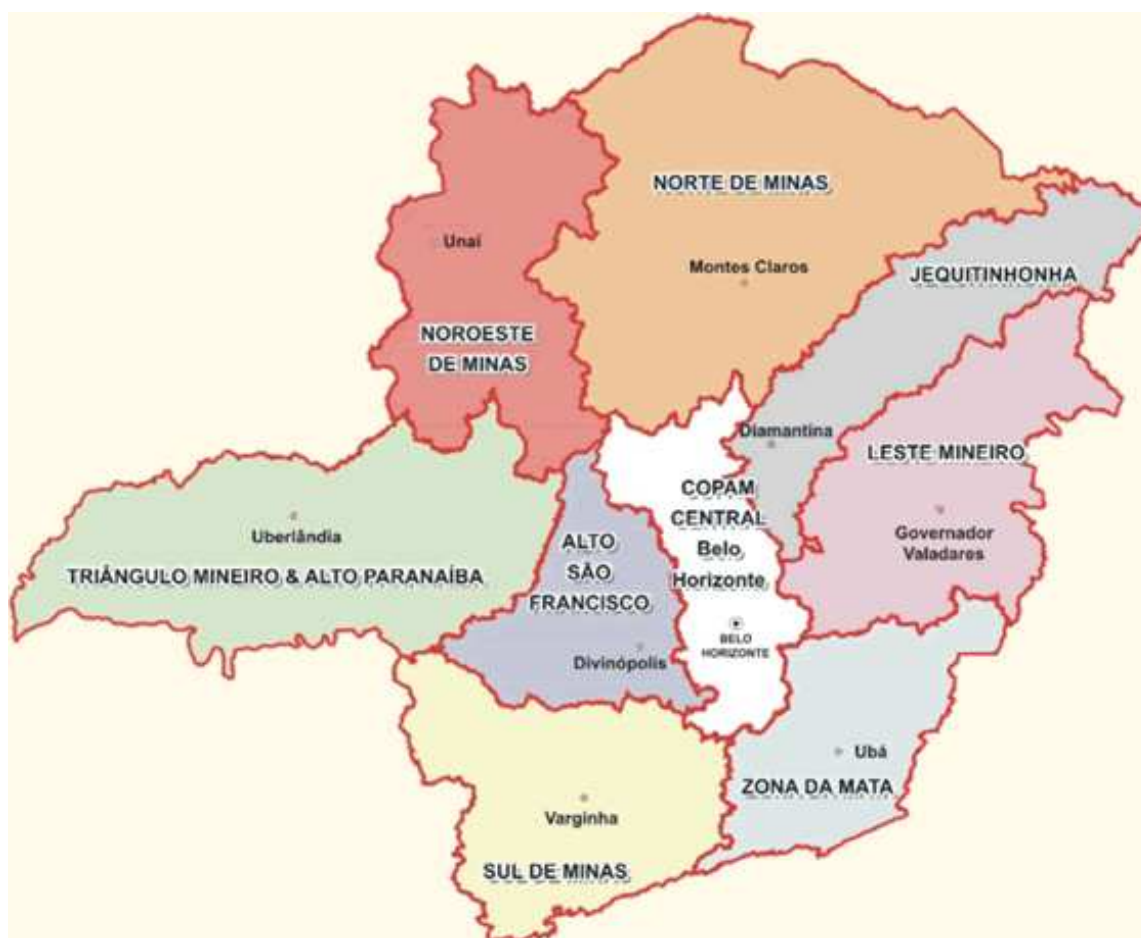 NORTE DE MINAS
Unaí
Montes Claros
JEQUITINHONHA
NOROESTE
DE MINAS
Diamantina
LESTE MINEIRO
COPAM
CENTRAL
Belo
Horizonte
Uberlândia
TRIÂNGULO MINEIRO & ALTO PARANAÍBA
ALTO
SÃO
FRANCISCO
Governador
Valadares
BELO
HORIZONTE
Divinópolis
Ubá
ZONA DA MATA
Varginha
SUL DE MINAS